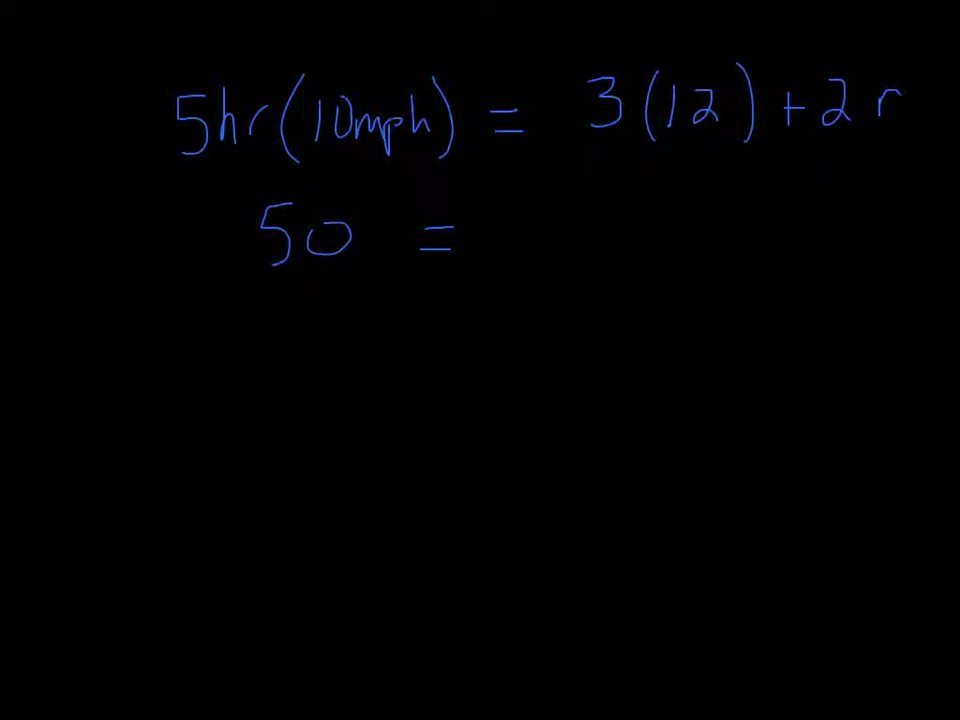 5hr(10mph) = 3(12) + 2r
50 =